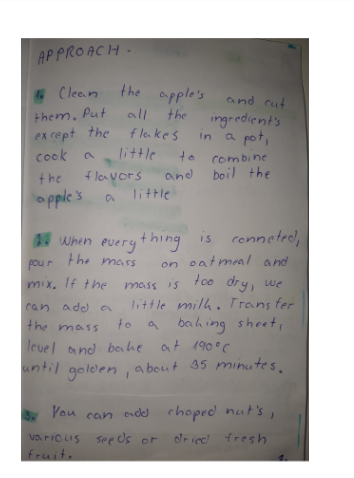 APPROACH -
1. Clean the apple's and cut
them. Put all the ingredient's
except the flakes in a pot,
cook a little to combine
the flavors and boil the
apple's a little
2. When every thing is conneted,
pour the mass on oatmeal and
mix. If the mass is too dry, we
can add a little milk. Transfer
the mass to a baking sheet,
level and bake at 190°C
until golden, about 35 minutes.
3. You can add choped nut's,
various seeds or dried fresh
fruit.